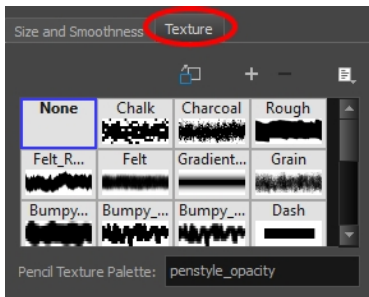 Size and Smoothness Texture
None Chalk Charcoal Rough
Felt_R... Felt Gradient... Grain
Bumpy... Bumpy_... Bumpy_... Dash
Pencil Texture Palette: penstyle_opacity